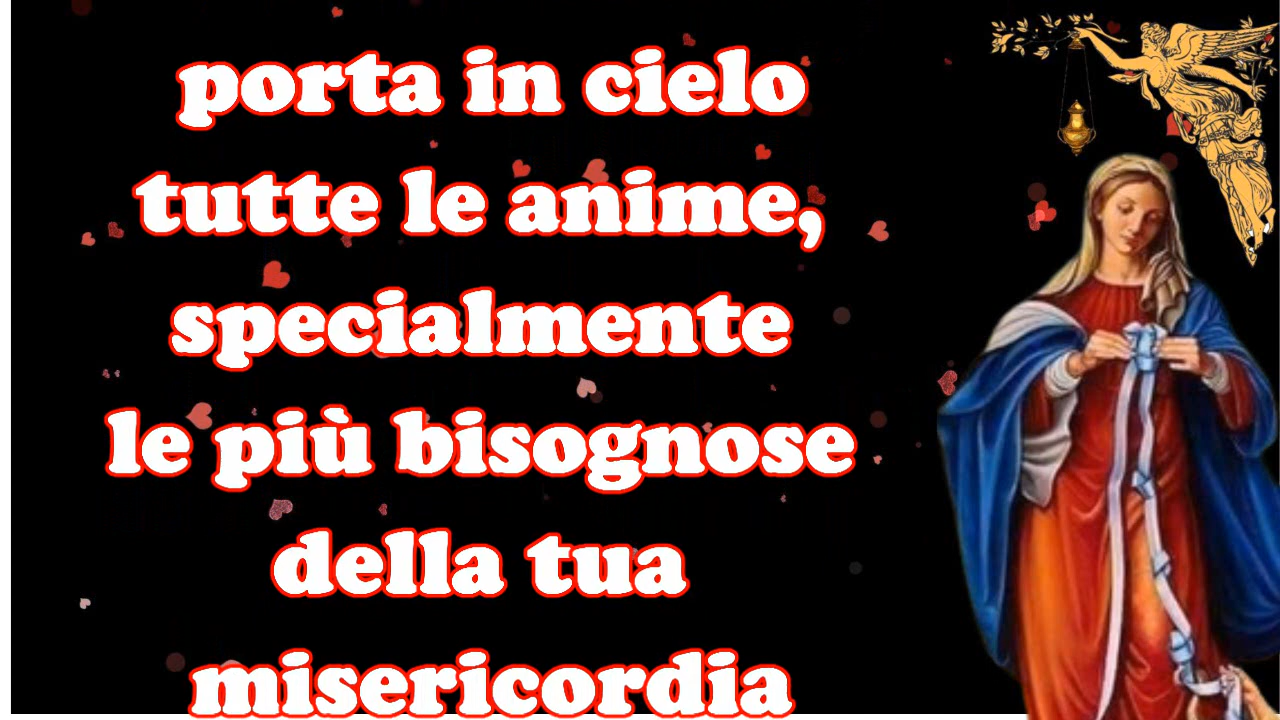 porta in cielo
tutte le anime,
specialmente
le più bisognose
della tua
misericordia